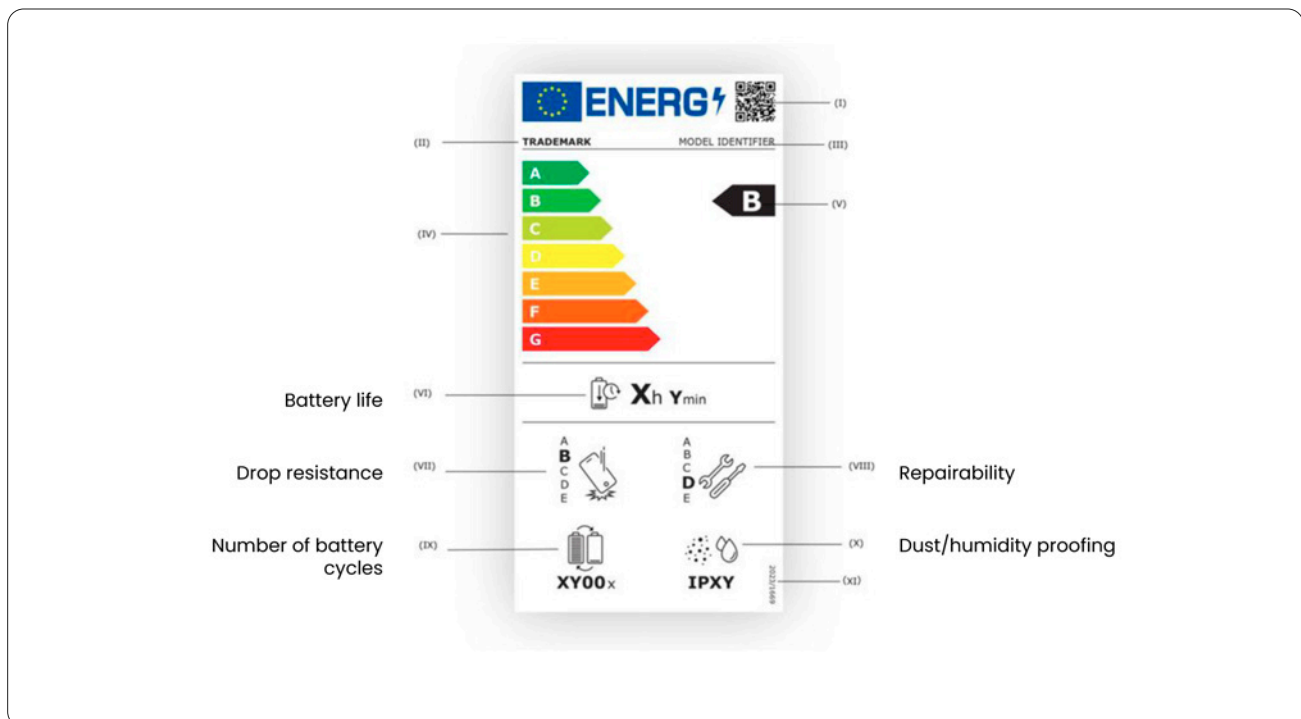 ENERG
(I)
(II)
TRADEMARK
MODEL IDENTIFIER
(III)
A
B
B
(V)
C
(IV)
D
E
F
G
Battery life
(VI)
Xh Ymin
Drop resistance
(VII)
A
B
C
D
E
A
B
C
D
E
(VIII)
Repairability
Number of battery
cycles
(IX)
XY00x
(X)
Dust/humidity proofing
IPXY
2023/1669
(XI)